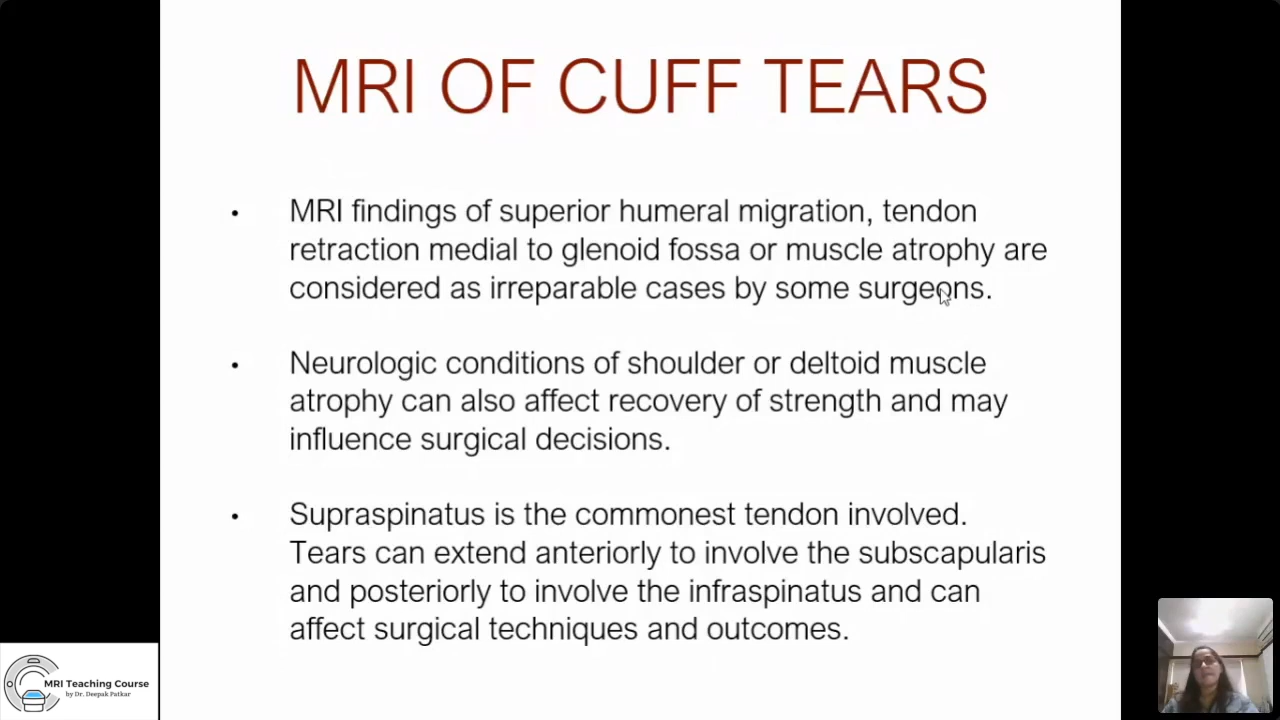 MRI OF CUFF TEARS
• MRI findings of superior humeral migration, tendon
retraction medial to glenoid fossa or muscle atrophy are
considered as irreparable cases by some surgeons.
• Neurologic conditions of shoulder or deltoid muscle
atrophy can also affect recovery of strength and may
influence surgical decisions.
• Supraspinatus is the commonest tendon involved.
Tears can extend anteriorly to involve the subscapularis
and posteriorly to involve the infraspinatus and can
affect surgical techniques and outcomes.
MRI Teaching Course
by Dr. Deepak Patkar